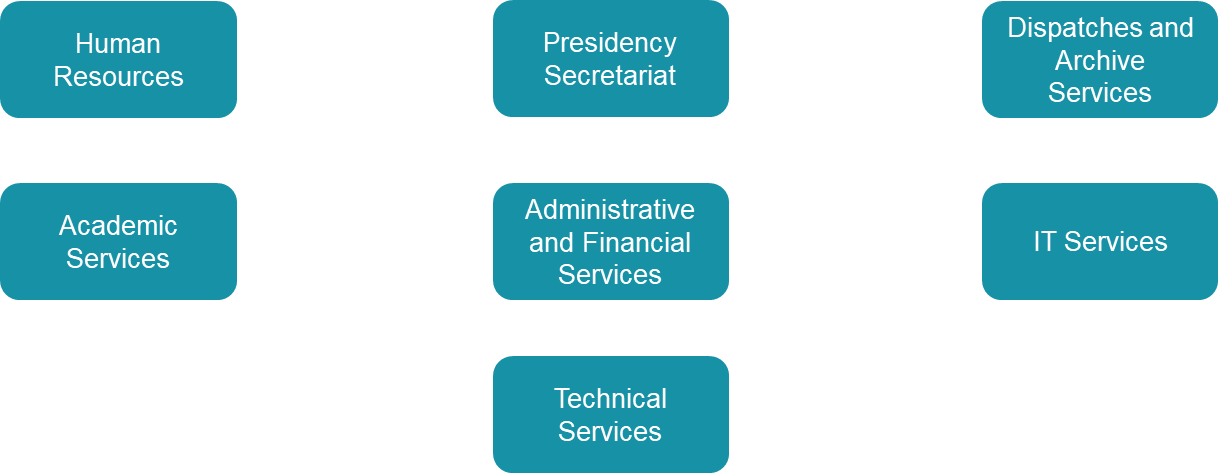 Human
Resources
Presidency
Secretariat
Dispatches and
Archive
Services
Academic
Services
Administrative
and Financial
Services
IT Services
Technical
Services